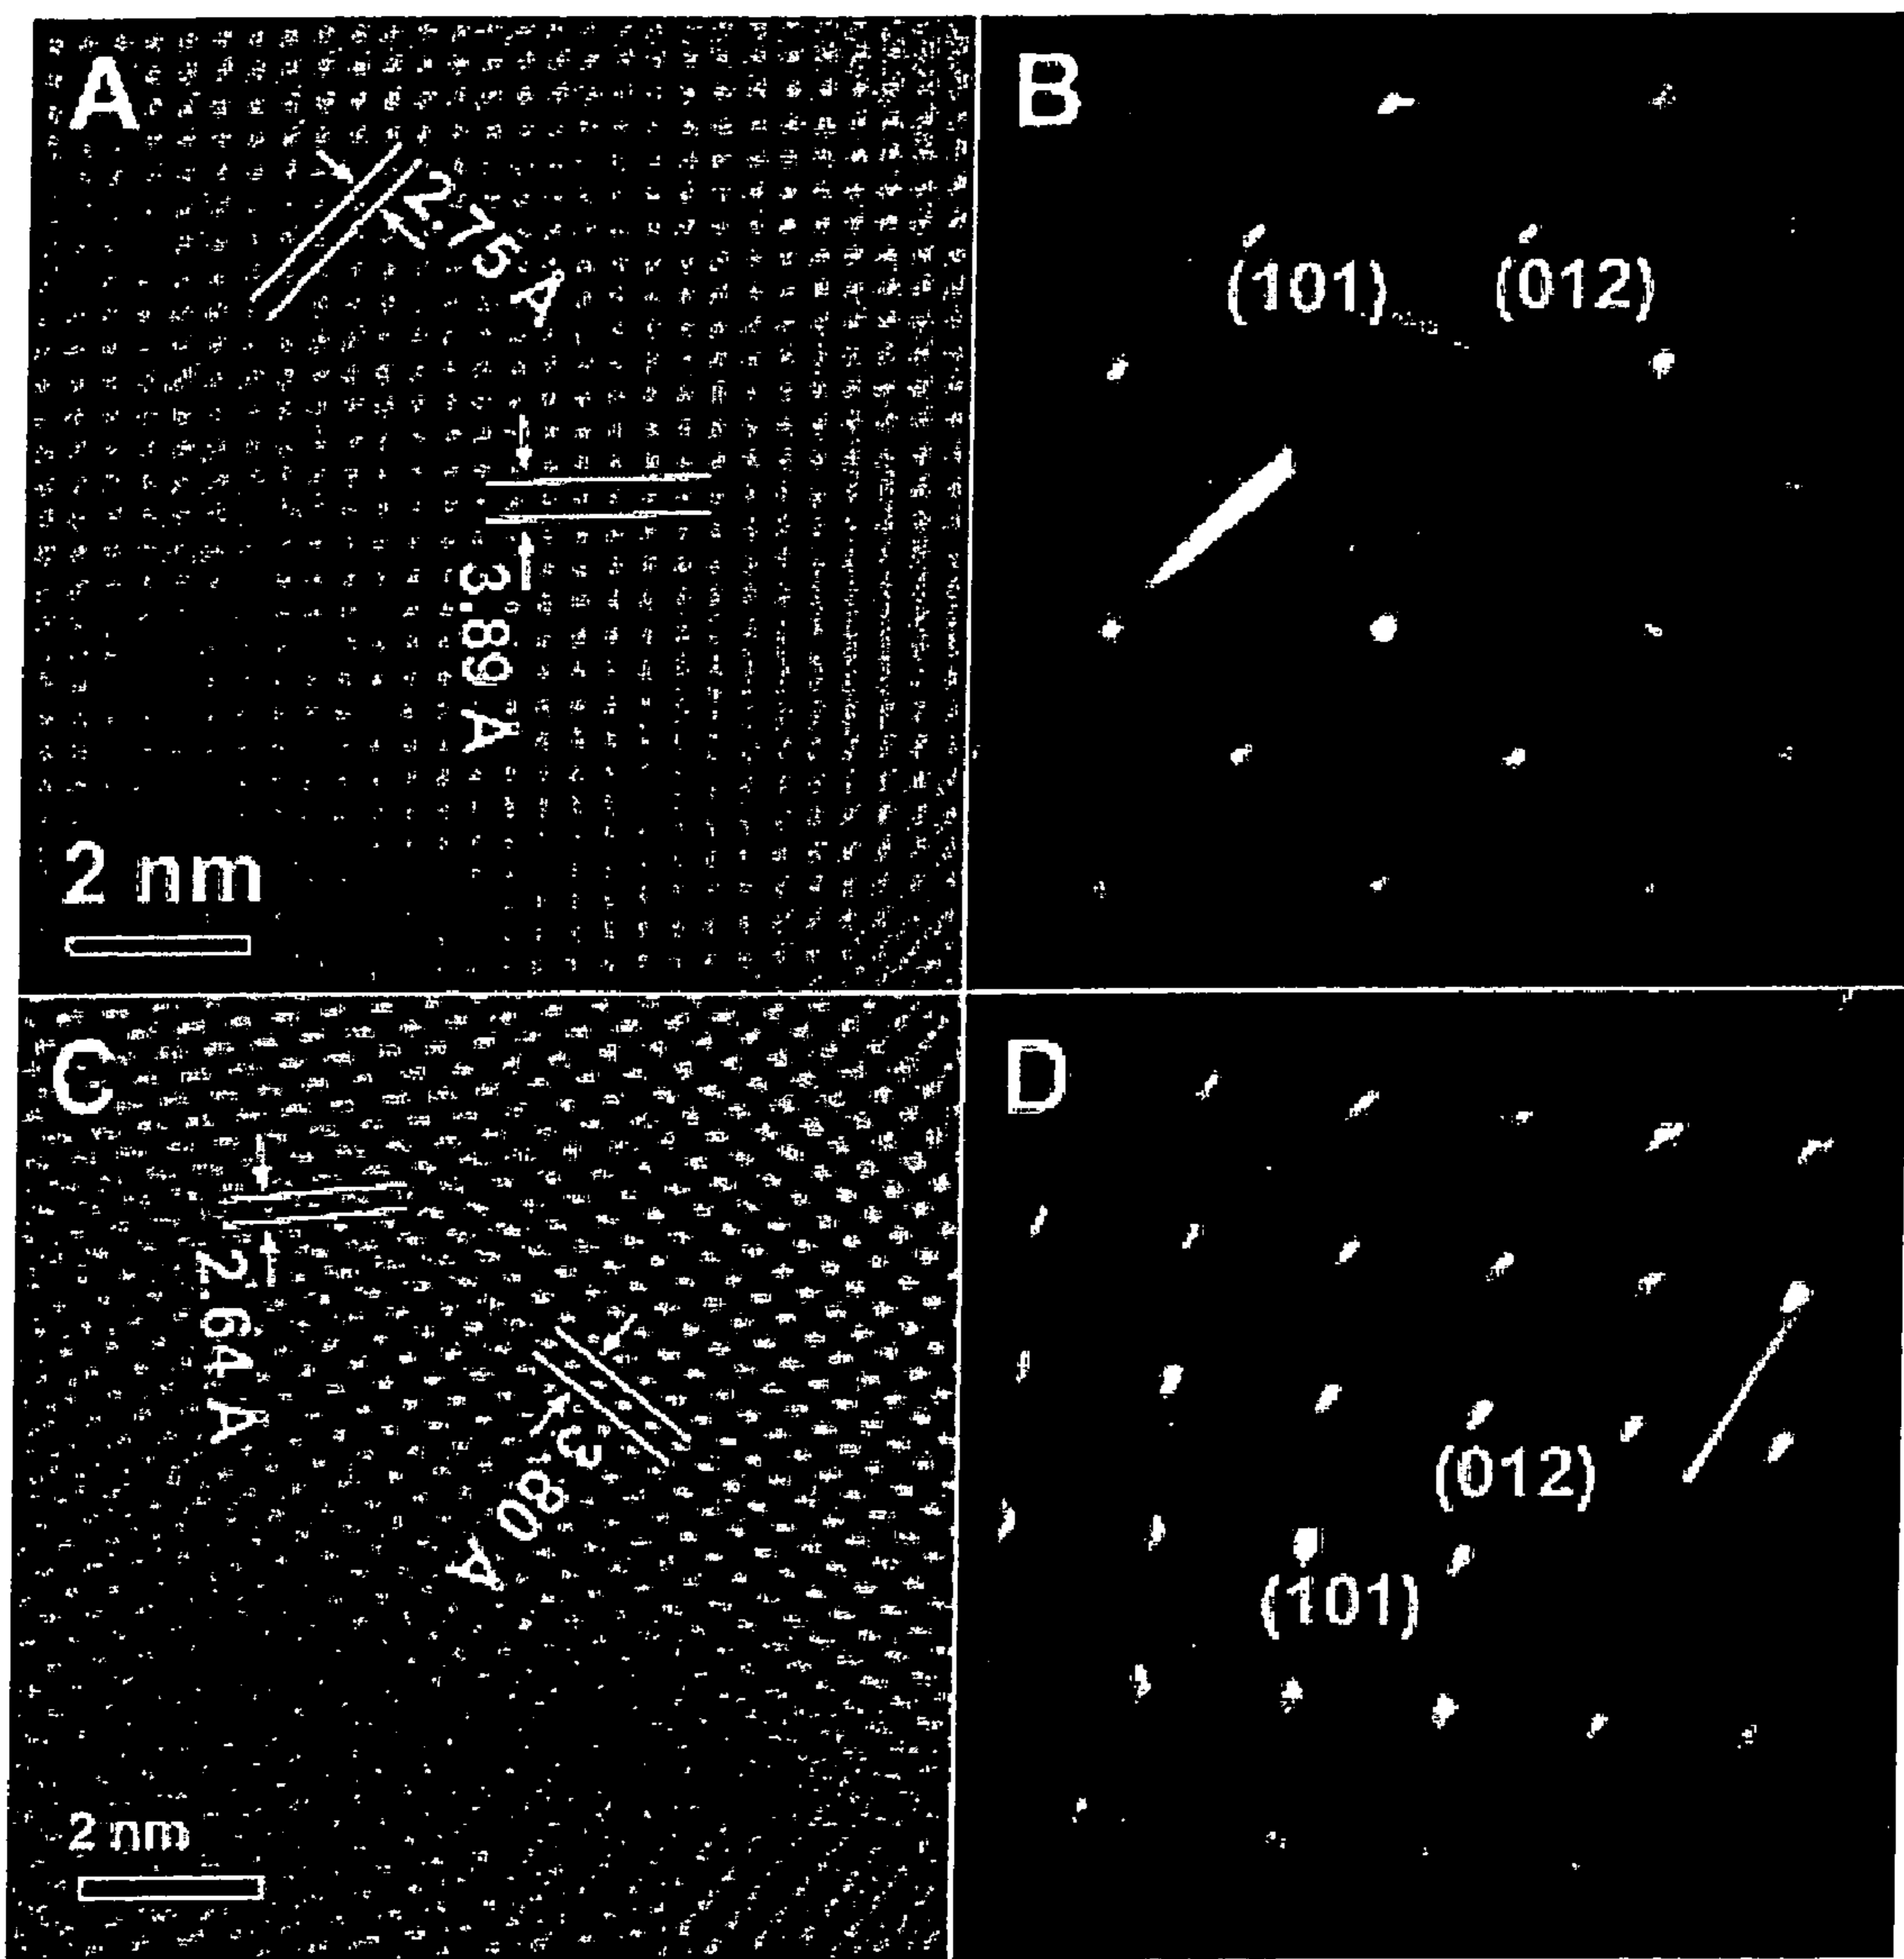 A
2.75 Å
3.89 Å
2 nm
B
(101)
(012)
C
2.64 Å
3.80 Å
2 nm
D
(012)
(101)